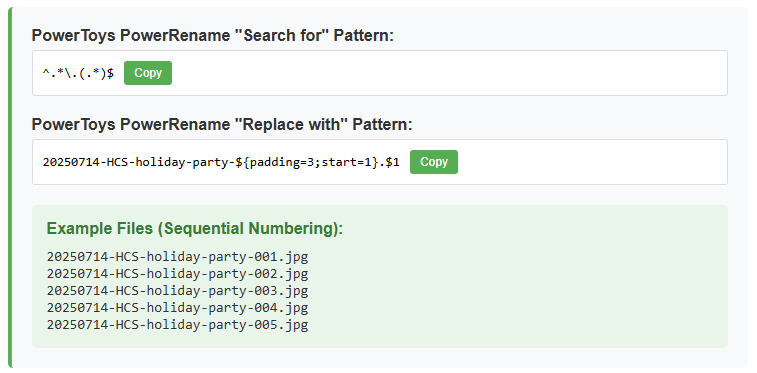 PowerToys PowerRename "Search for" Pattern:
^.*\.(.*)$ Copy
PowerToys PowerRename "Replace with" Pattern:
20250714-HCS-holiday-party-${padding=3;start=1}.$1 Copy
Example Files (Sequential Numbering):
20250714-HCS-holiday-party-001.jpg
20250714-HCS-holiday-party-002.jpg
20250714-HCS-holiday-party-003.jpg
20250714-HCS-holiday-party-004.jpg
20250714-HCS-holiday-party-005.jpg